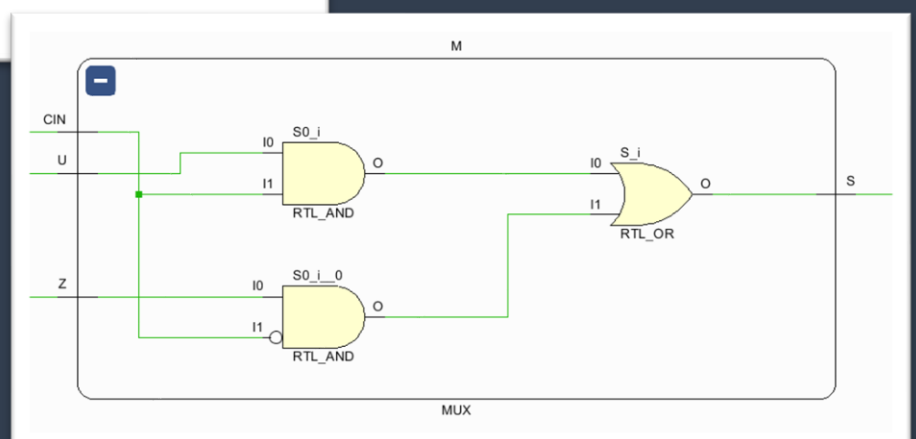 M
CIN
U
Z
I0
I1
S0_i
O
RTL_AND
I0
I1
S0_i__0
O
RTL_AND
I0
I1
S_i
O
RTL_OR
S
MUX